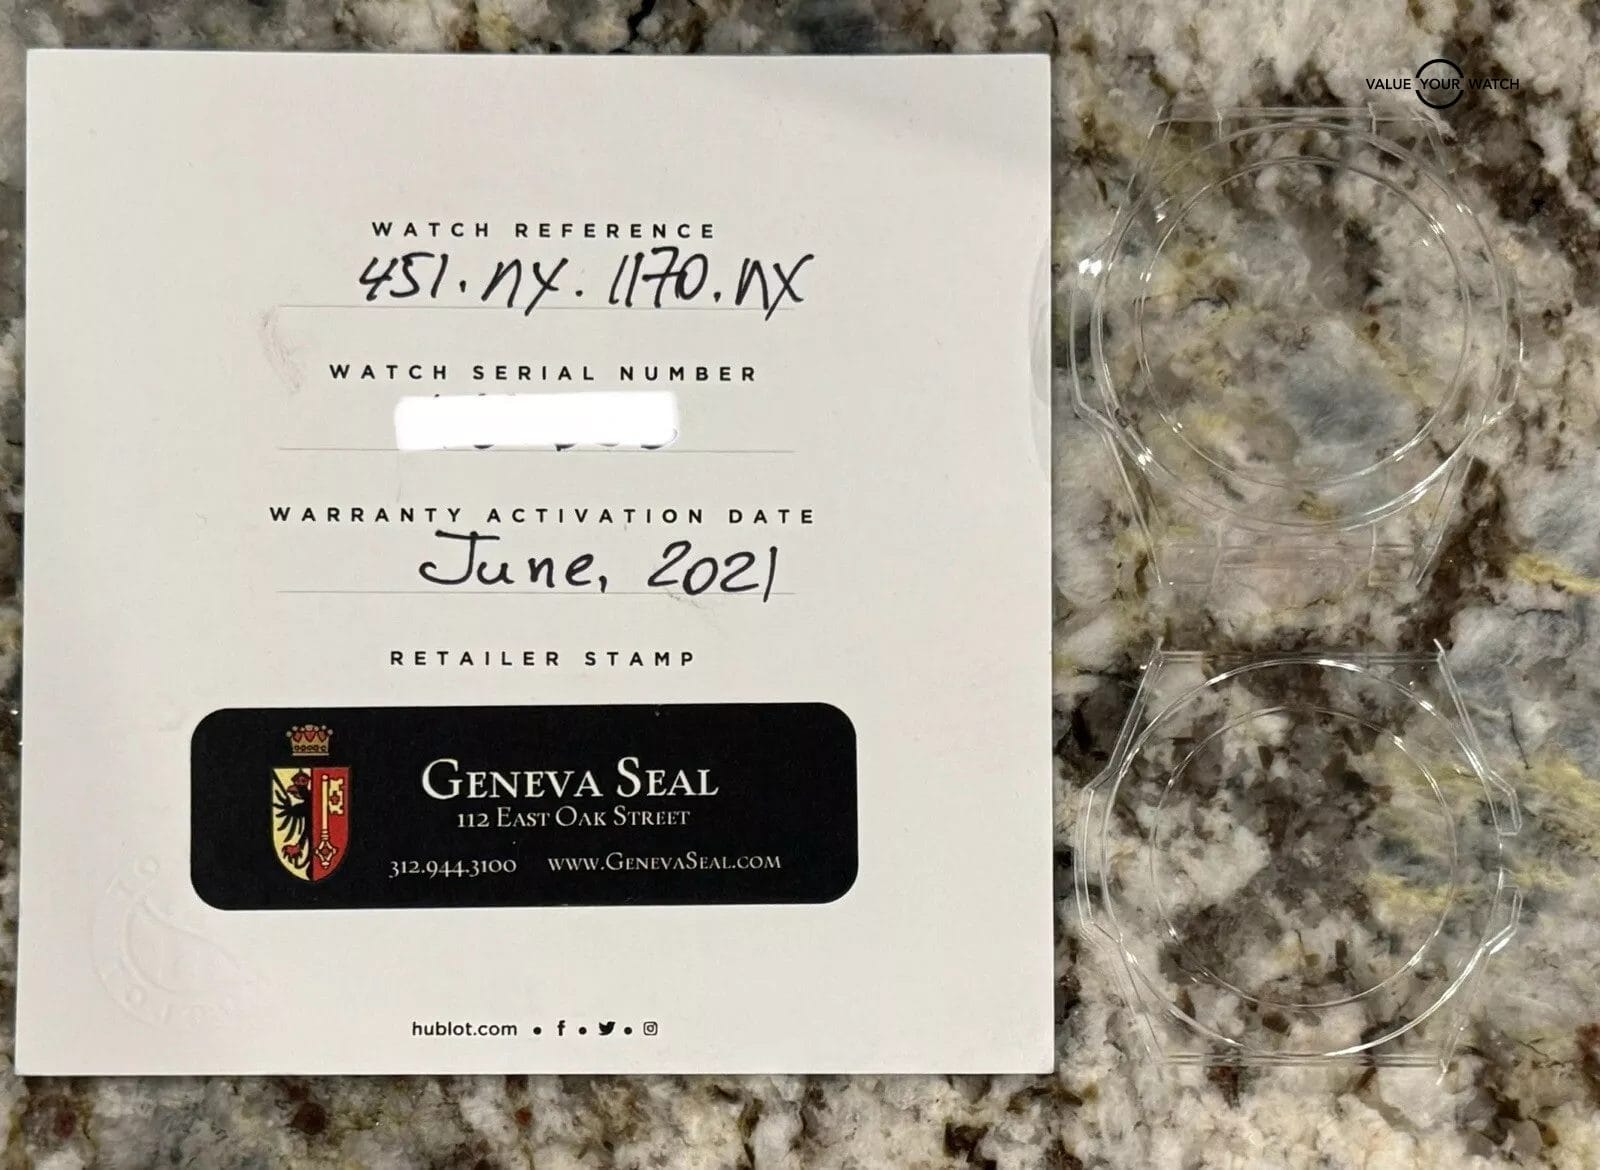 VALUE YOUR WATCH
WATCH REFERENCE
451.NX.1170.NX
WATCH SERIAL NUMBER
WARRANTY ACTIVATION DATE
June, 2021
RETAILER STAMP
GENEVA SEAL
112 EAST OAK STREET
312.944.3100 WWW.GENEVASEAL.COM
hublot.com